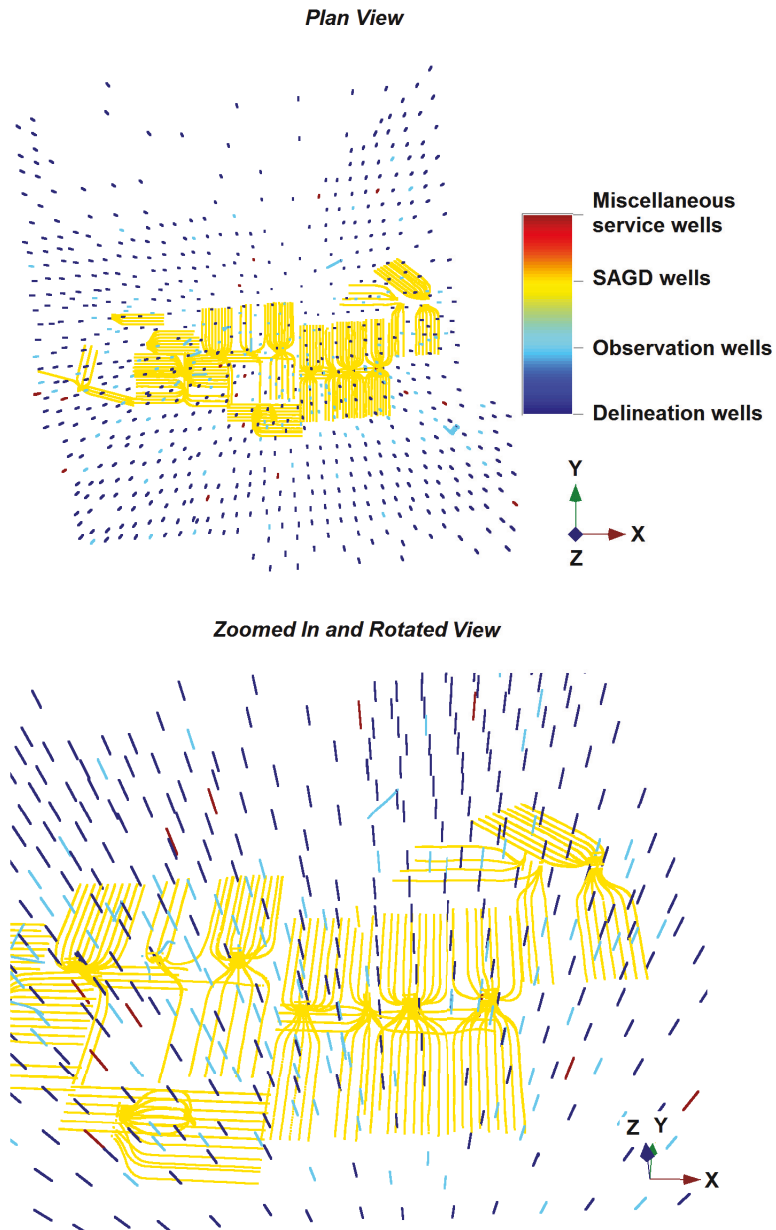 Plan View
Miscellaneous
service wells
SAGD wells
Observation wells
Delineation wells
Y
X
Z
Zoomed In and Rotated View
Z Y
X